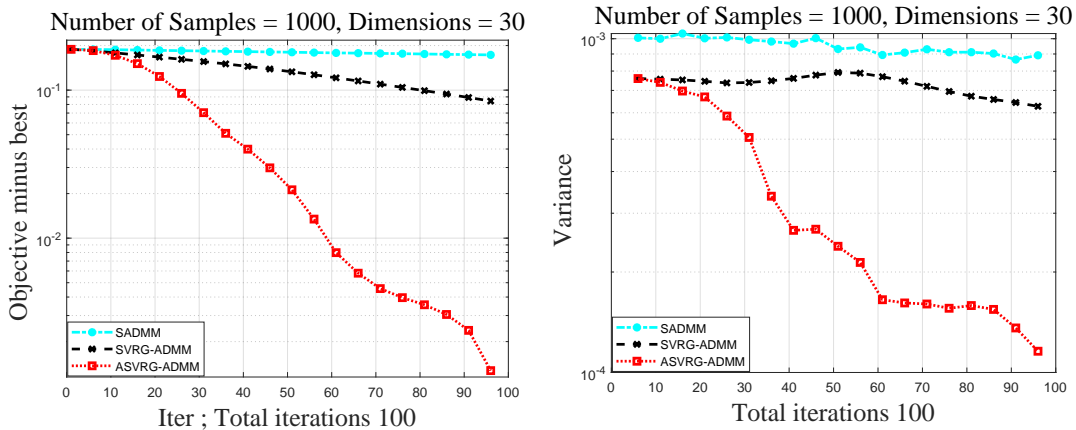 Number of Samples = 1000, Dimensions = 30
Objective minus best
10^-1
10^-2
SADMM
SVRG-ADMM
ASVRG-ADMM
0 10 20 30 40 50 60 70 80 90 100
Iter ; Total iterations 100
Number of Samples = 1000, Dimensions = 30
Variance
10^-3
10^-4
SADMM
SVRG-ADMM
ASVRG-ADMM
0 10 20 30 40 50 60 70 80 90 100
Total iterations 100